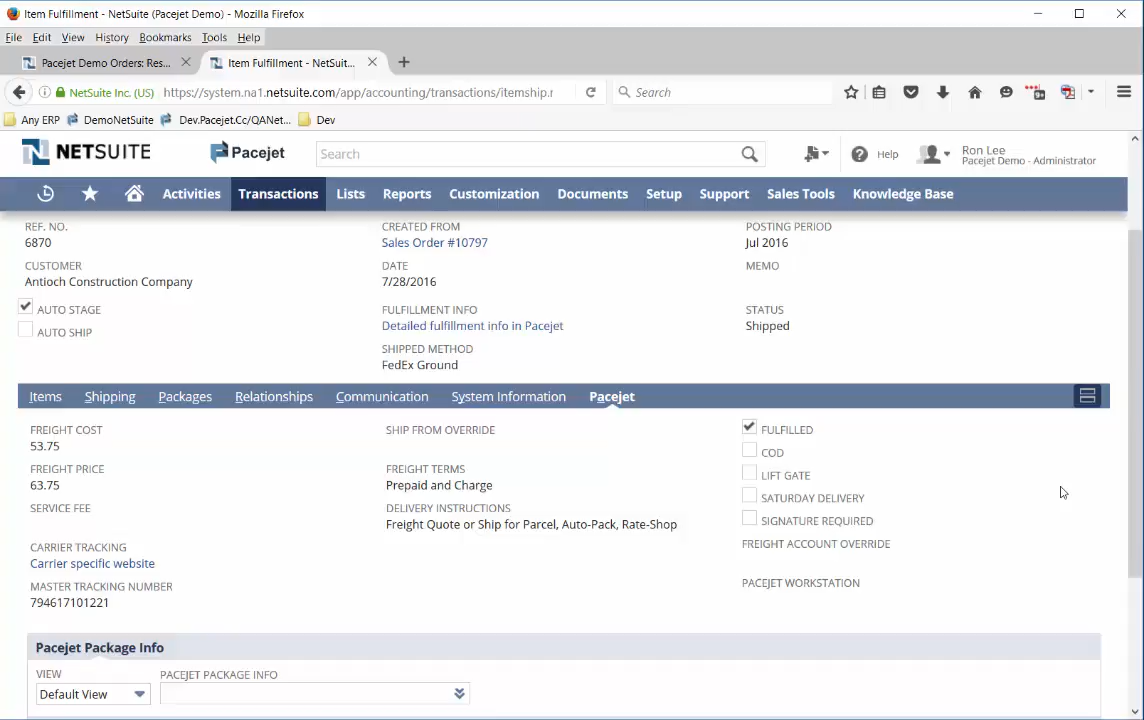 Item Fulfillment - NetSuite (Pacejet Demo) - Mozilla Firefox
File Edit View History Bookmarks Tools Help
Pacejet Demo Orders: Res... Item Fulfillment - NetSuit...
NetSuite Inc. (US) https://system.na1.netsuite.com/app/accounting/transactions/itemship.r Search
Any ERP DemoNetSuite Dev.Pacejet.Cc/QANet... Dev
NETSUITE Pacejet Search Help Ron Lee
Pacejet Demo - Administrator
Activities Transactions Lists Reports Customization Documents Setup Support Sales Tools Knowledge Base
REF. NO. CREATED FROM POSTING PERIOD
6870 Sales Order #10797 Jul 2016
CUSTOMER DATE MEMO
Antioch Construction Company 7/28/2016
AUTO STAGE FULFILLMENT INFO STATUS
AUTO SHIP Detailed fulfillment info in Pacejet Shipped
SHIPPED METHOD
FedEx Ground
Items Shipping Packages Relationships Communication System Information Pacejet
FREIGHT COST SHIP FROM OVERRIDE FULFILLED
53.75 COD
FREIGHT PRICE FREIGHT TERMS LIFT GATE
63.75 Prepaid and Charge SATURDAY DELIVERY
SERVICE FEE DELIVERY INSTRUCTIONS SIGNATURE REQUIRED
Freight Quote or Ship for Parcel, Auto-Pack, Rate-Shop
CARRIER TRACKING FREIGHT ACCOUNT OVERRIDE
Carrier specific website
MASTER TRACKING NUMBER PACEJET WORKSTATION
794617101221
Pacejet Package Info
VIEW PACEJET PACKAGE INFO
Default View